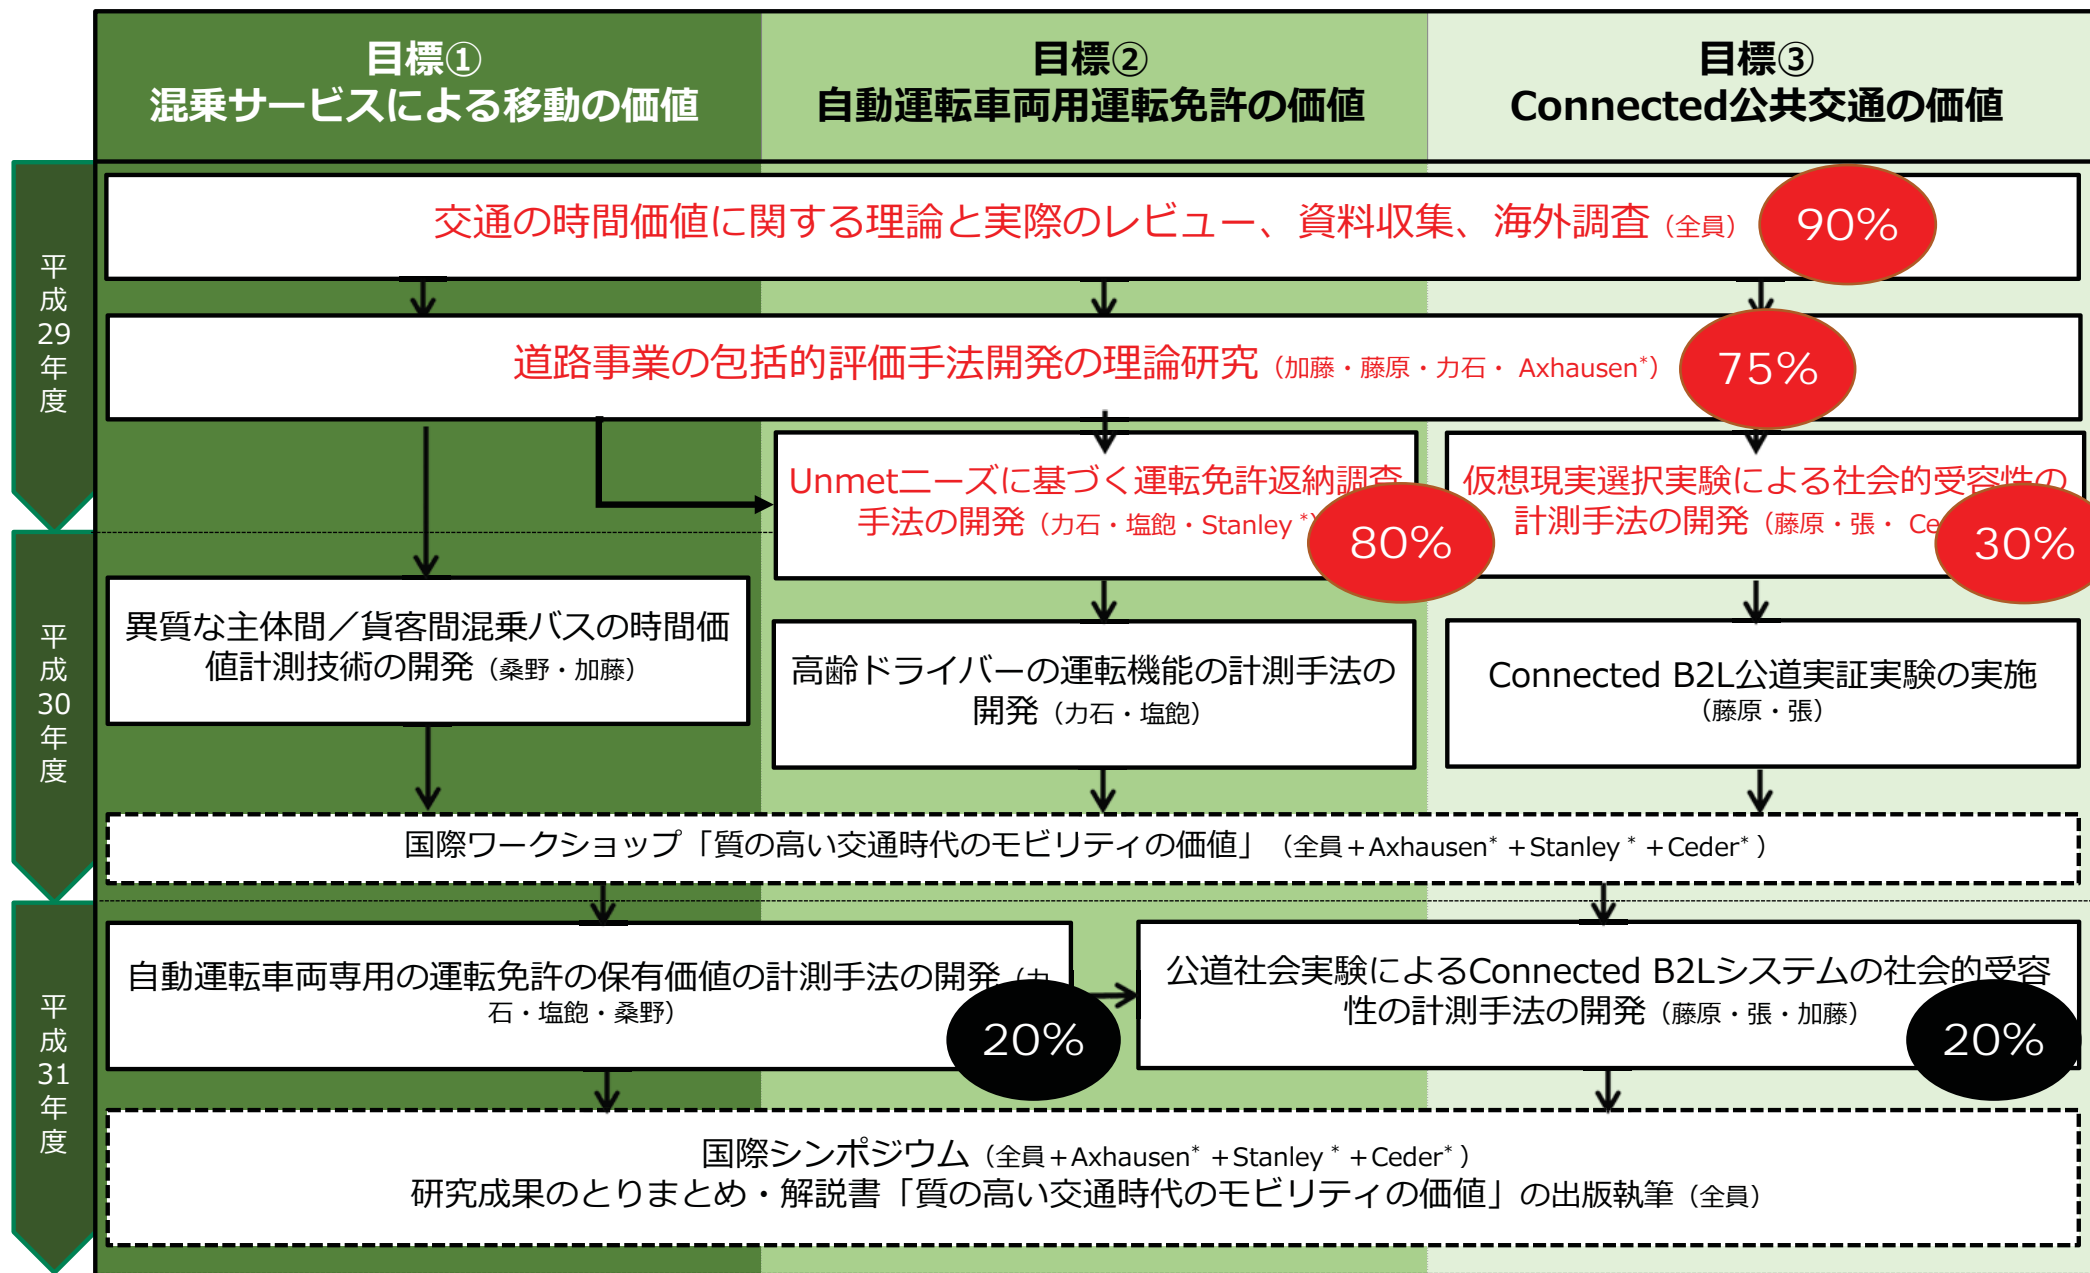 目標①
混乗サービスによる移動の価値
目標②
自動運転車両用運転免許の価値
目標③
Connected公共交通の価値
平成29年度
交通の時間価値に関する理論と実際のレビュー、資料収集、海外調査（全員）
90%
道路事業の包括的評価手法開発の理論研究（加藤・藤原・力石・ Axhausen*）
75%
Unmetニーズに基づく運転免許返納調査
手法の開発（力石・塩飽・Stanley *）
80%
仮想現実選択実験による社会的受容性の
計測手法の開発（藤原・張・ Ce
30%
平成30年度
異質な主体間／貨客間混乗バスの時間価
値計測技術の開発（桑野・加藤）
高齢ドライバーの運転機能の計測手法の
開発（力石・塩飽）
Connected B2L公道実証実験の実施
（藤原・張）
国際ワークショップ「質の高い交通時代のモビリティの価値」（全員＋Axhausen* ＋Stanley * ＋Ceder* ）
平成31年度
自動運転車両専用の運転免許の保有価値の計測手法の開発（力
石・塩飽・桑野）
20%
公道社会実験によるConnected B2Lシステムの社会的受容
性の計測手法の開発（藤原・張・加藤）
20%
国際シンポジウム（全員＋Axhausen* ＋Stanley * ＋Ceder* ）
研究成果のとりまとめ・解説書「質の高い交通時代のモビリティの価値」の出版執筆（全員）